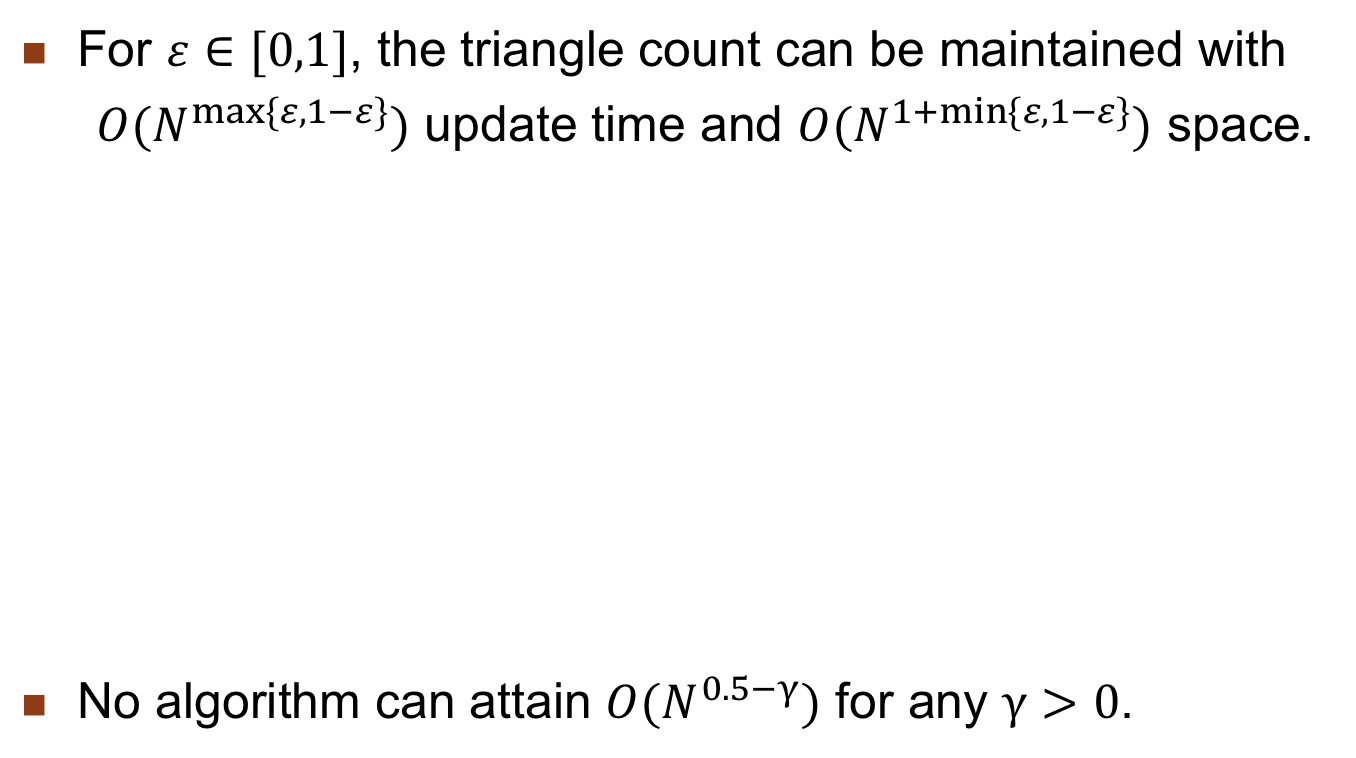 ▪ For 𝜀 ∈ [0,1], the triangle count can be maintained with
𝑂(𝑁^max{𝜀,1−𝜀}) update time and 𝑂(𝑁^1+min{𝜀,1−𝜀}) space.
▪ No algorithm can attain 𝑂(𝑁^0.5−γ) for any γ > 0.